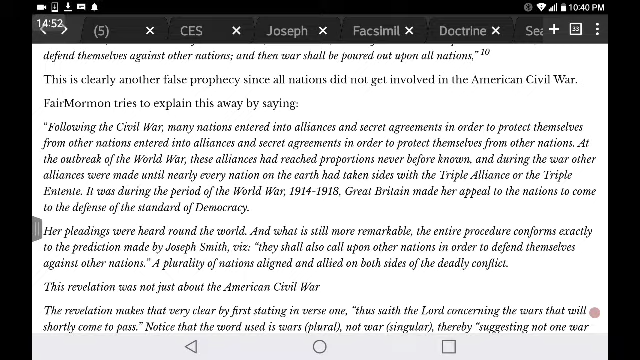 14:52
10:40 PM
(5)
CES
Joseph
Facsimil
Doctrine
Sea
33
defend themselves against other nations; and then war shall be poured out upon all nations," 10
This is clearly another false prophecy since all nations did not get involved in the American Civil War.
FairMormon tries to explain this away by saying:
"Following the Civil War, many nations entered into alliances and secret agreements in order to protect themselves
from other nations entered into alliances and secret agreements in order to protect themselves from other nations. At
the outbreak of the World War, these alliances had reached proportions never before known, and during the war other
alliances were made until nearly every nation on the earth had taken sides with the Triple Alliance or the Triple
Entente. It was during the period of the World War, 1914-1918, Great Britain made her appeal to the nations to come
to the defense of the standard of Democracy.
Her pleadings were heard round the world. And what is still more remarkable, the entire procedure conforms exactly
to the prediction made by Joseph Smith, viz: "they shall also call upon other nations in order to defend themselves
against other nations." A plurality of nations aligned and allied on both sides of the deadly conflict.
This revelation was not just about the American Civil War
The revelation makes that very clear by first stating in verse one, "thus saith the Lord concerning the wars that will
shortly come to pass." Notice that the word used is wars (plural), not war (singular), thereby "suggesting not one war